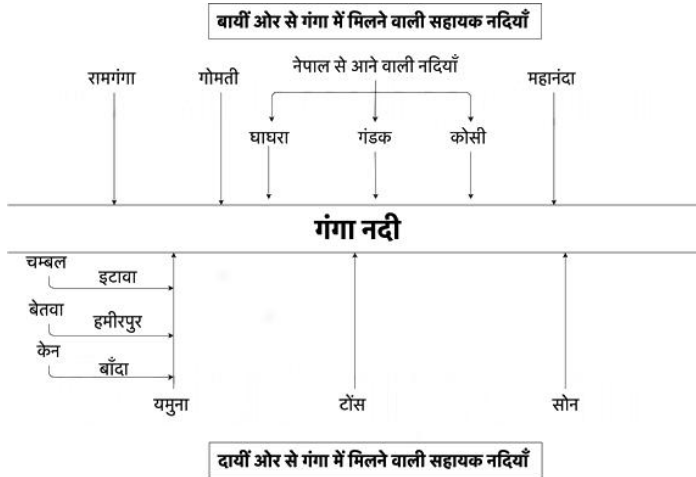 बायीं ओर से गंगा में मिलने वाली सहायक नदियाँ
नेपाल से आने वाली नदियाँ
रामगंगा गोमती महानंदा
घाघरा गंडक कोसी
गंगा नदी
चम्बल
इटावा
बेतवा
हमीरपुर
केन
बाँदा
यमुना टोंस सोन
दायीं ओर से गंगा में मिलने वाली सहायक नदियाँ